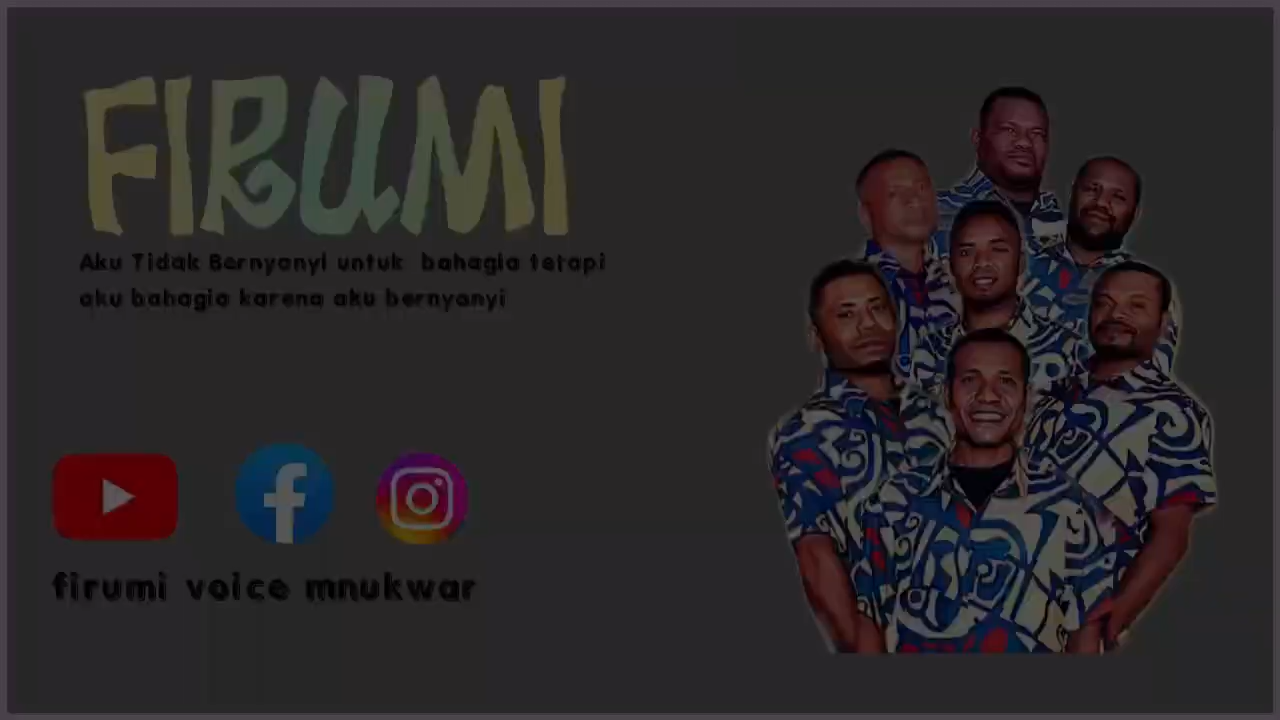 FIRUMI
Aku Tidak Bernyanyi untuk bahagia tetapi
aku bahagia karena aku bernyanyi
firumi voice mnukwar